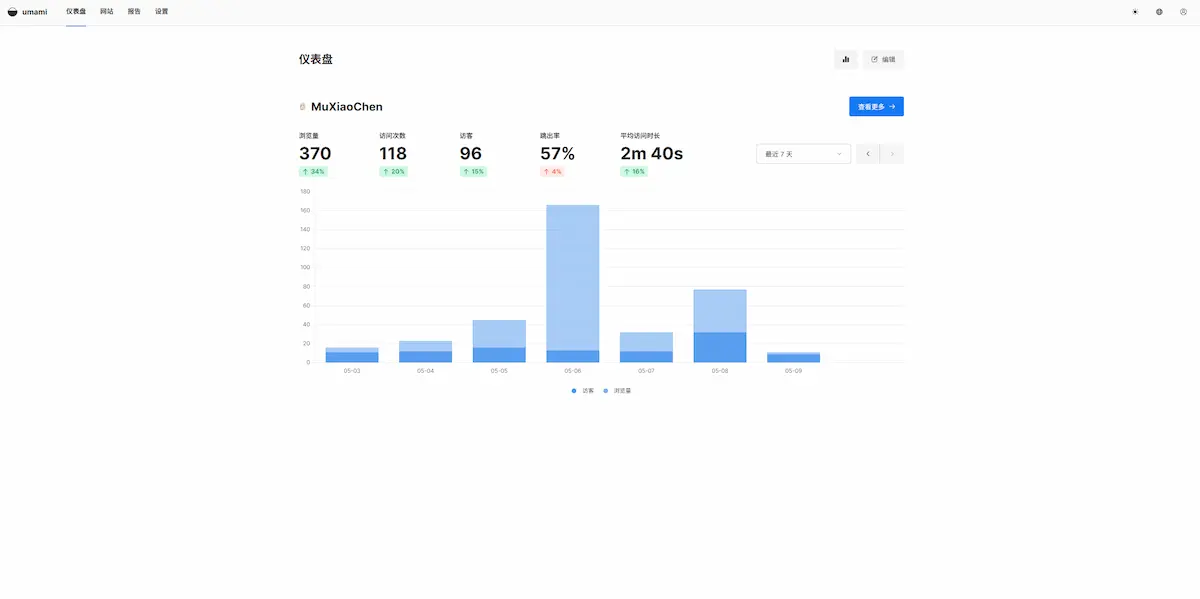 umami 仪表盘 网站 报告 设置
仪表盘
编辑
MuXiaoChen
查看更多 →
浏览量 访问次数 访客 跳出率 平均访问时长
370 118 96 57% 2m 40s
最近 7 天
↑ 34% ↑ 20% ↑ 15% ↑ 4% ↑ 16%
180
160
140
120
100
80
60
40
20
0
05-03 05-04 05-05 05-06 05-07 05-08 05-09
访客 浏览量